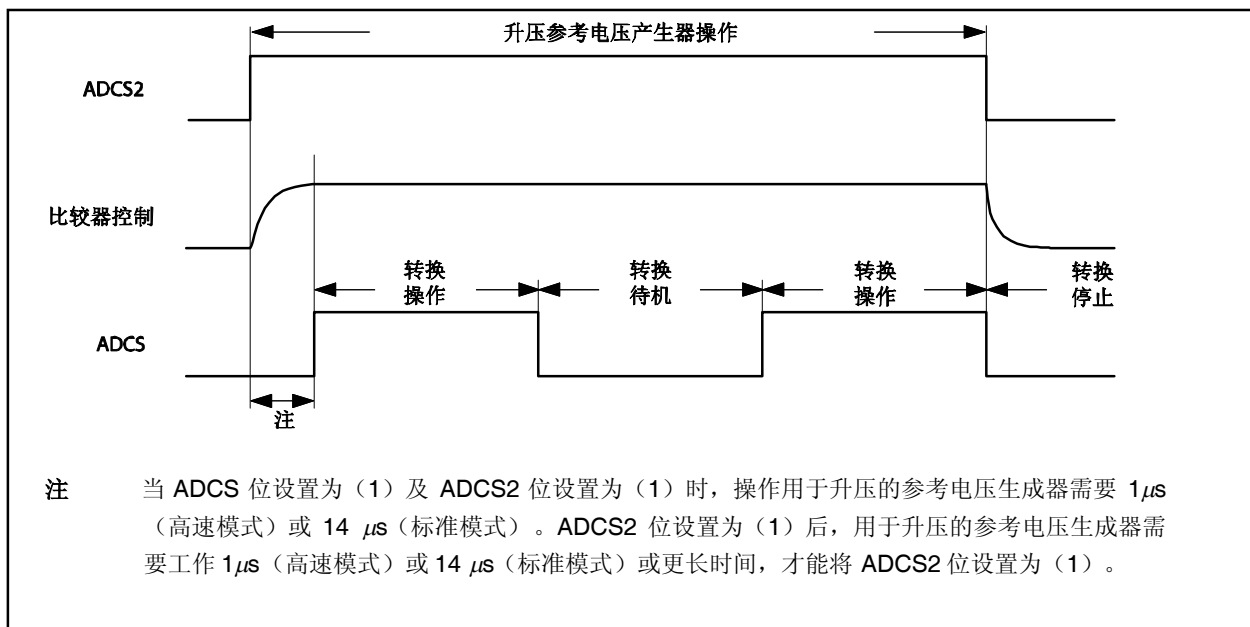 升压参考电压产生器操作
ADCS2
比较器控制
转换
操作
转换
待机
转换
操作
转换
停止
ADCS
注
注 当 ADCS 位设置为（1）及 ADCS2 位设置为（1）时，操作用于升压的参考电压生成器需要 1μs
（高速模式）或 14 μs（标准模式）。ADCS2 位设置为（1）后，用于升压的参考电压生成器需
要工作 1μs（高速模式）或 14 μs（标准模式）或更长时间，才能将 ADCS2 位设置为（1）。